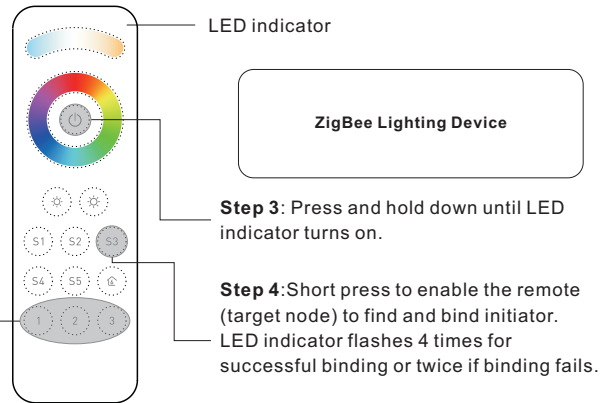 LED indicator
ZigBee Lighting Device
Step 3: Press and hold down until LED
indicator turns on.
S1 S2 S3
Step 4:Short press to enable the remote
S4 S5
(target node) to find and bind initiator.
1 2 3
LED indicator flashes 4 times for
successful binding or twice if binding fails.